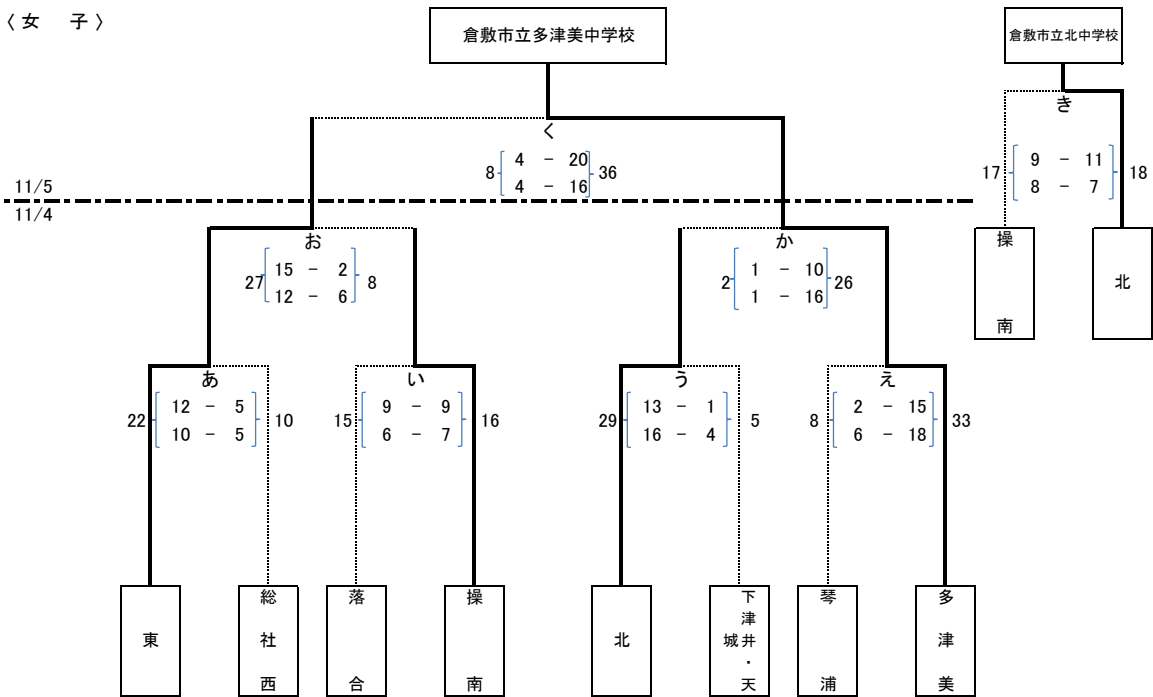 〈 女　子 〉
倉敷市立多津美中学校
倉敷市立北中学校
き
17 9 － 11 18
8 － 7
く
8 4 － 20 36
4 － 16
11/5
11/4
操南
北
お
27 15 － 2 8
12 － 6
か
2 1 － 10 26
1 － 16
あ
22 12 － 5 10
10 － 5
い
15 9 － 9 16
6 － 7
う
29 13 － 1 5
16 － 4
え
8 2 － 15 33
6 － 18
東
総社西
落合
操南
北
下津井・天城
琴浦
多津美